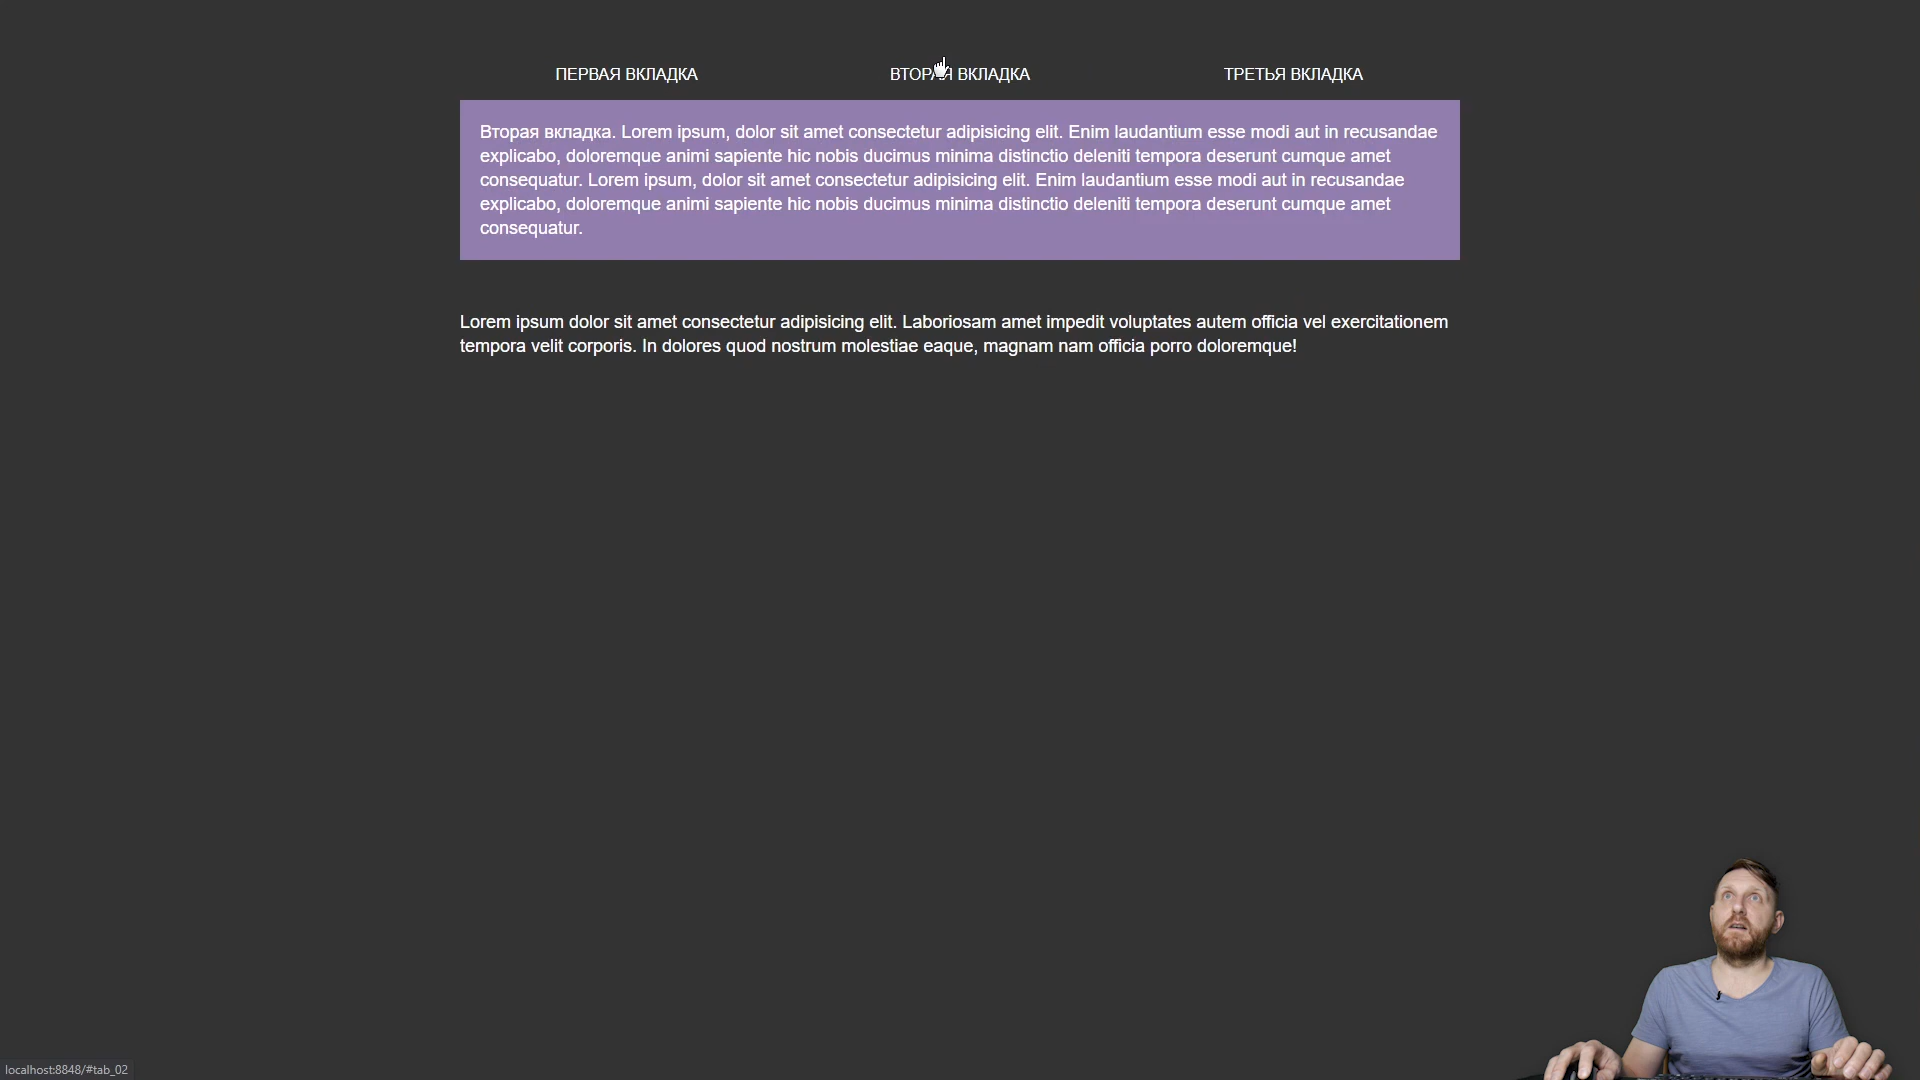 ПЕРВАЯ ВКЛАДКА
ВТОРАЯ ВКЛАДКА
ТРЕТЬЯ ВКЛАДКА
Вторая вкладка. Lorem ipsum, dolor sit amet consectetur adipisicing elit. Enim laudantium esse modi aut in recusandae
explicabo, doloremque animi sapiente hic nobis ducimus minima distinctio deleniti tempora deserunt cumque amet
consequatur. Lorem ipsum, dolor sit amet consectetur adipisicing elit. Enim laudantium esse modi aut in recusandae
explicabo, doloremque animi sapiente hic nobis ducimus minima distinctio deleniti tempora deserunt cumque amet
consequatur.
Lorem ipsum dolor sit amet consectetur adipisicing elit. Laboriosam amet impedit voluptates autem officia vel exercitationem
tempora velit corporis. In dolores quod nostrum molestiae eaque, magnam nam officia porro doloremque!
localhost:8848/#tab_02